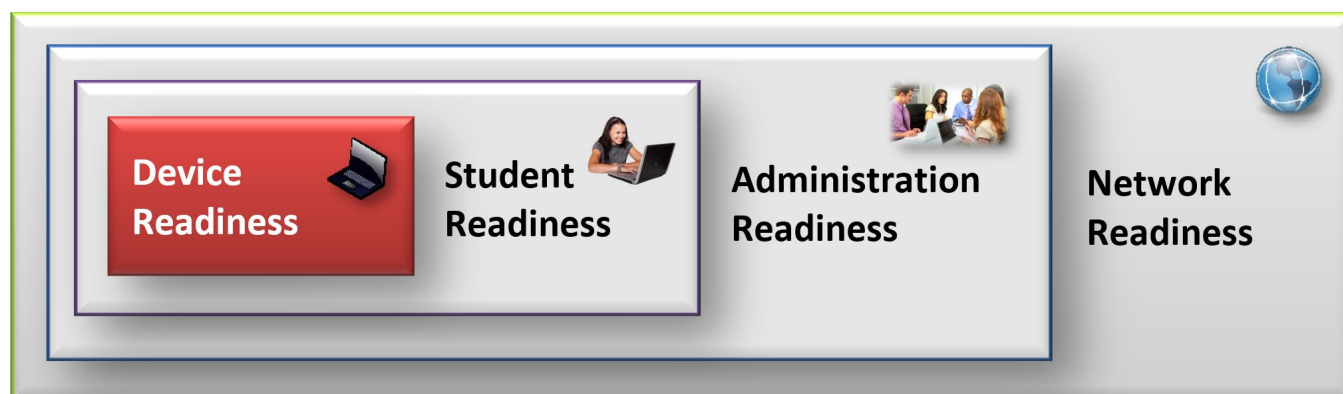 Device
Readiness
Student
Readiness
Administration
Readiness
Network
Readiness